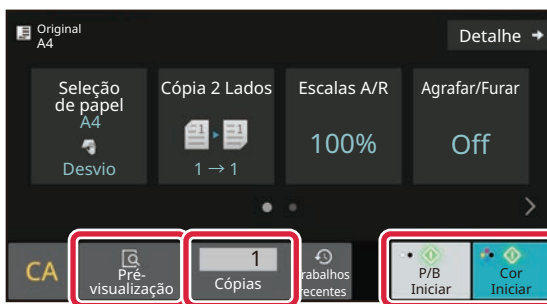 Original
A4
Detalhe
Seleção
de papel
A4
Desvio
Cópia 2 Lados
1 → 1
Escalas A/R
100%
Agrafar/Furar
Off
CA
Pré-
visualização
1
Cópias
rabalhos
recentes
P/B
Iniciar
Cor
Iniciar